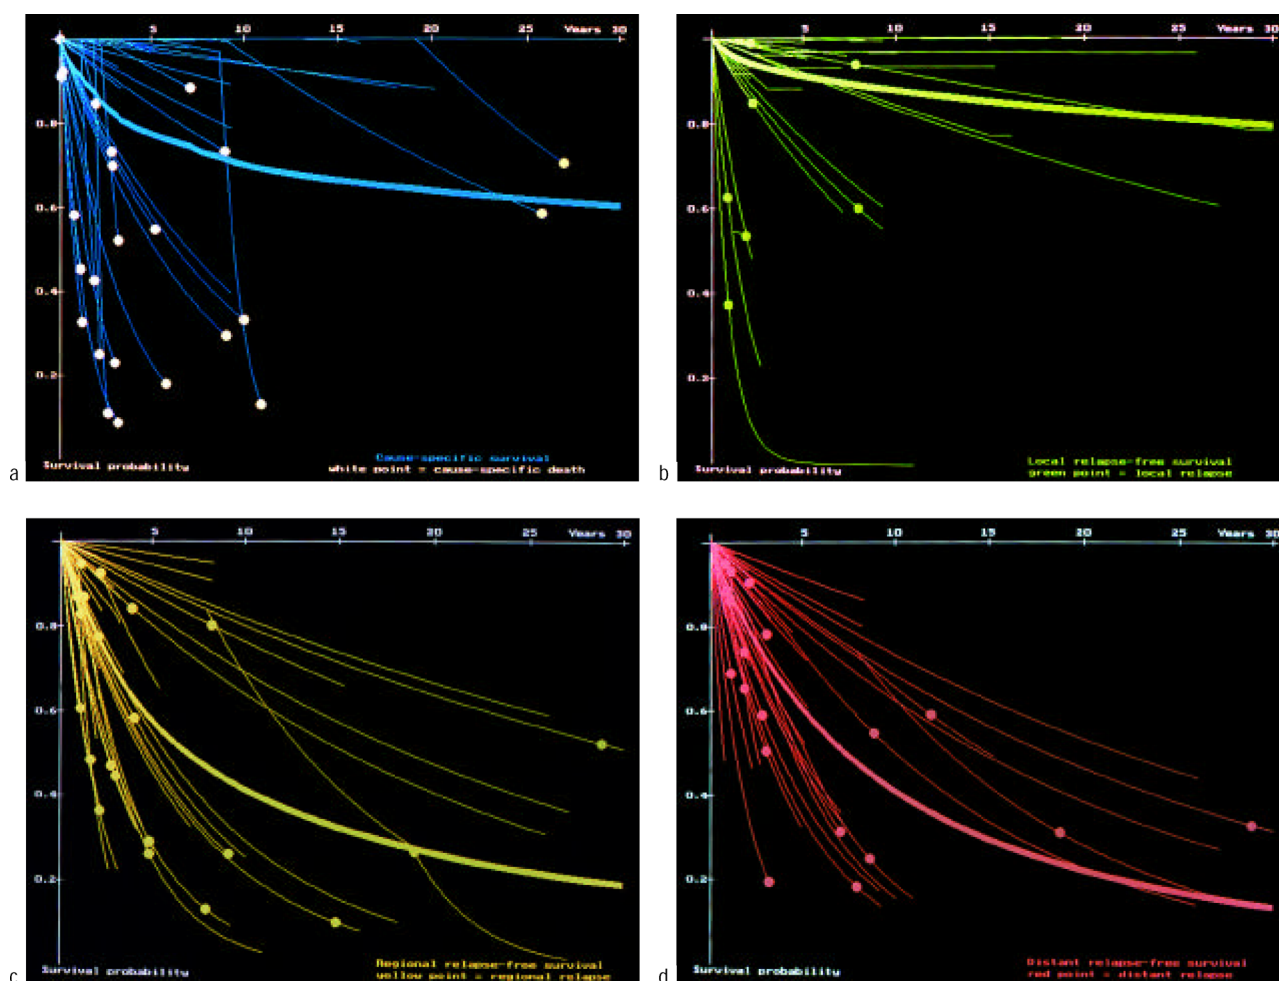 5 10 15 20 25 Years 30
0.8
0.6
0.4
0.2
Survival probability
Cause-specific survival
white point = cause-specific death
a
5 10 15 20 25 Years 30
0.8
0.6
0.4
0.2
Survival probability
Local relapse-free survival
green point = local relapse
b
5 10 15 20 25 Years 30
0.8
0.6
0.4
0.2
Survival probability
Regional relapse-free survival
yellow point = regional relapse
c
5 10 15 20 25 Years 30
0.8
0.6
0.4
0.2
Survival probability
Distant relapse-free survival
red point = distant relapse
d